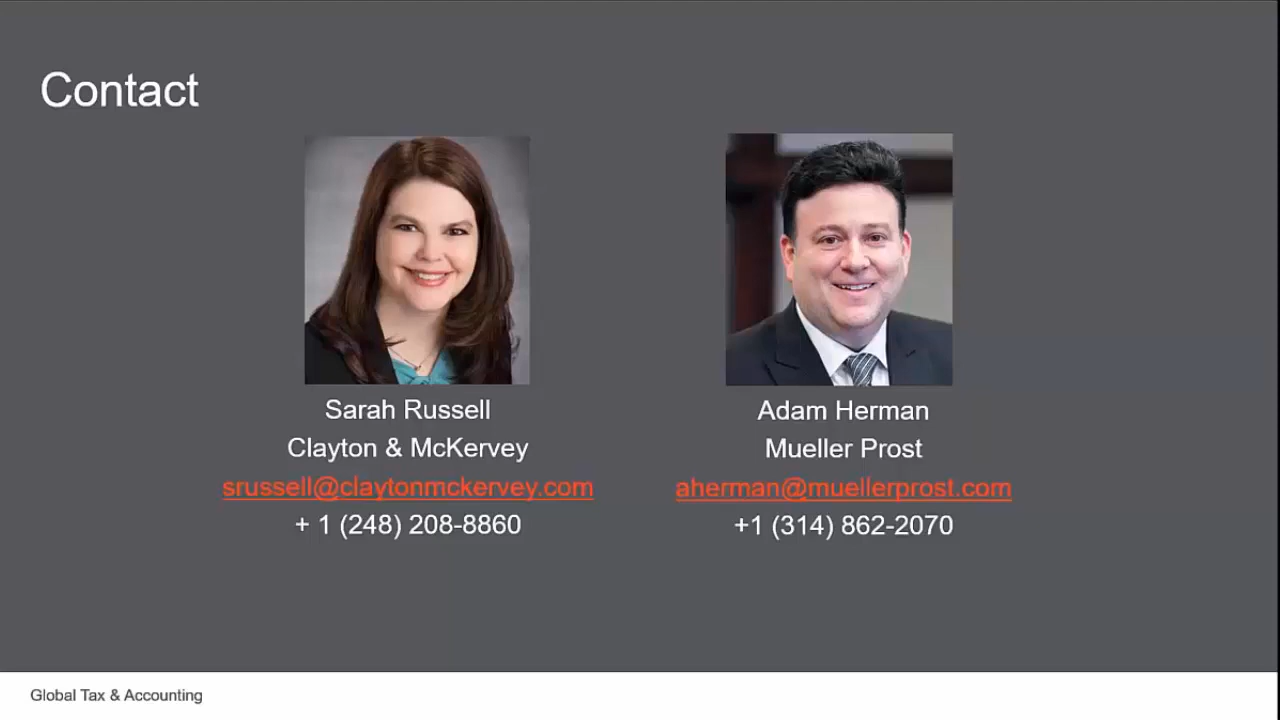 Contact
Sarah Russell
Clayton & McKervey
srussell@claytonmckervey.com
+ 1 (248) 208-8860
Adam Herman
Mueller Prost
aherman@muellerprost.com
+1 (314) 862-2070
Global Tax & Accounting